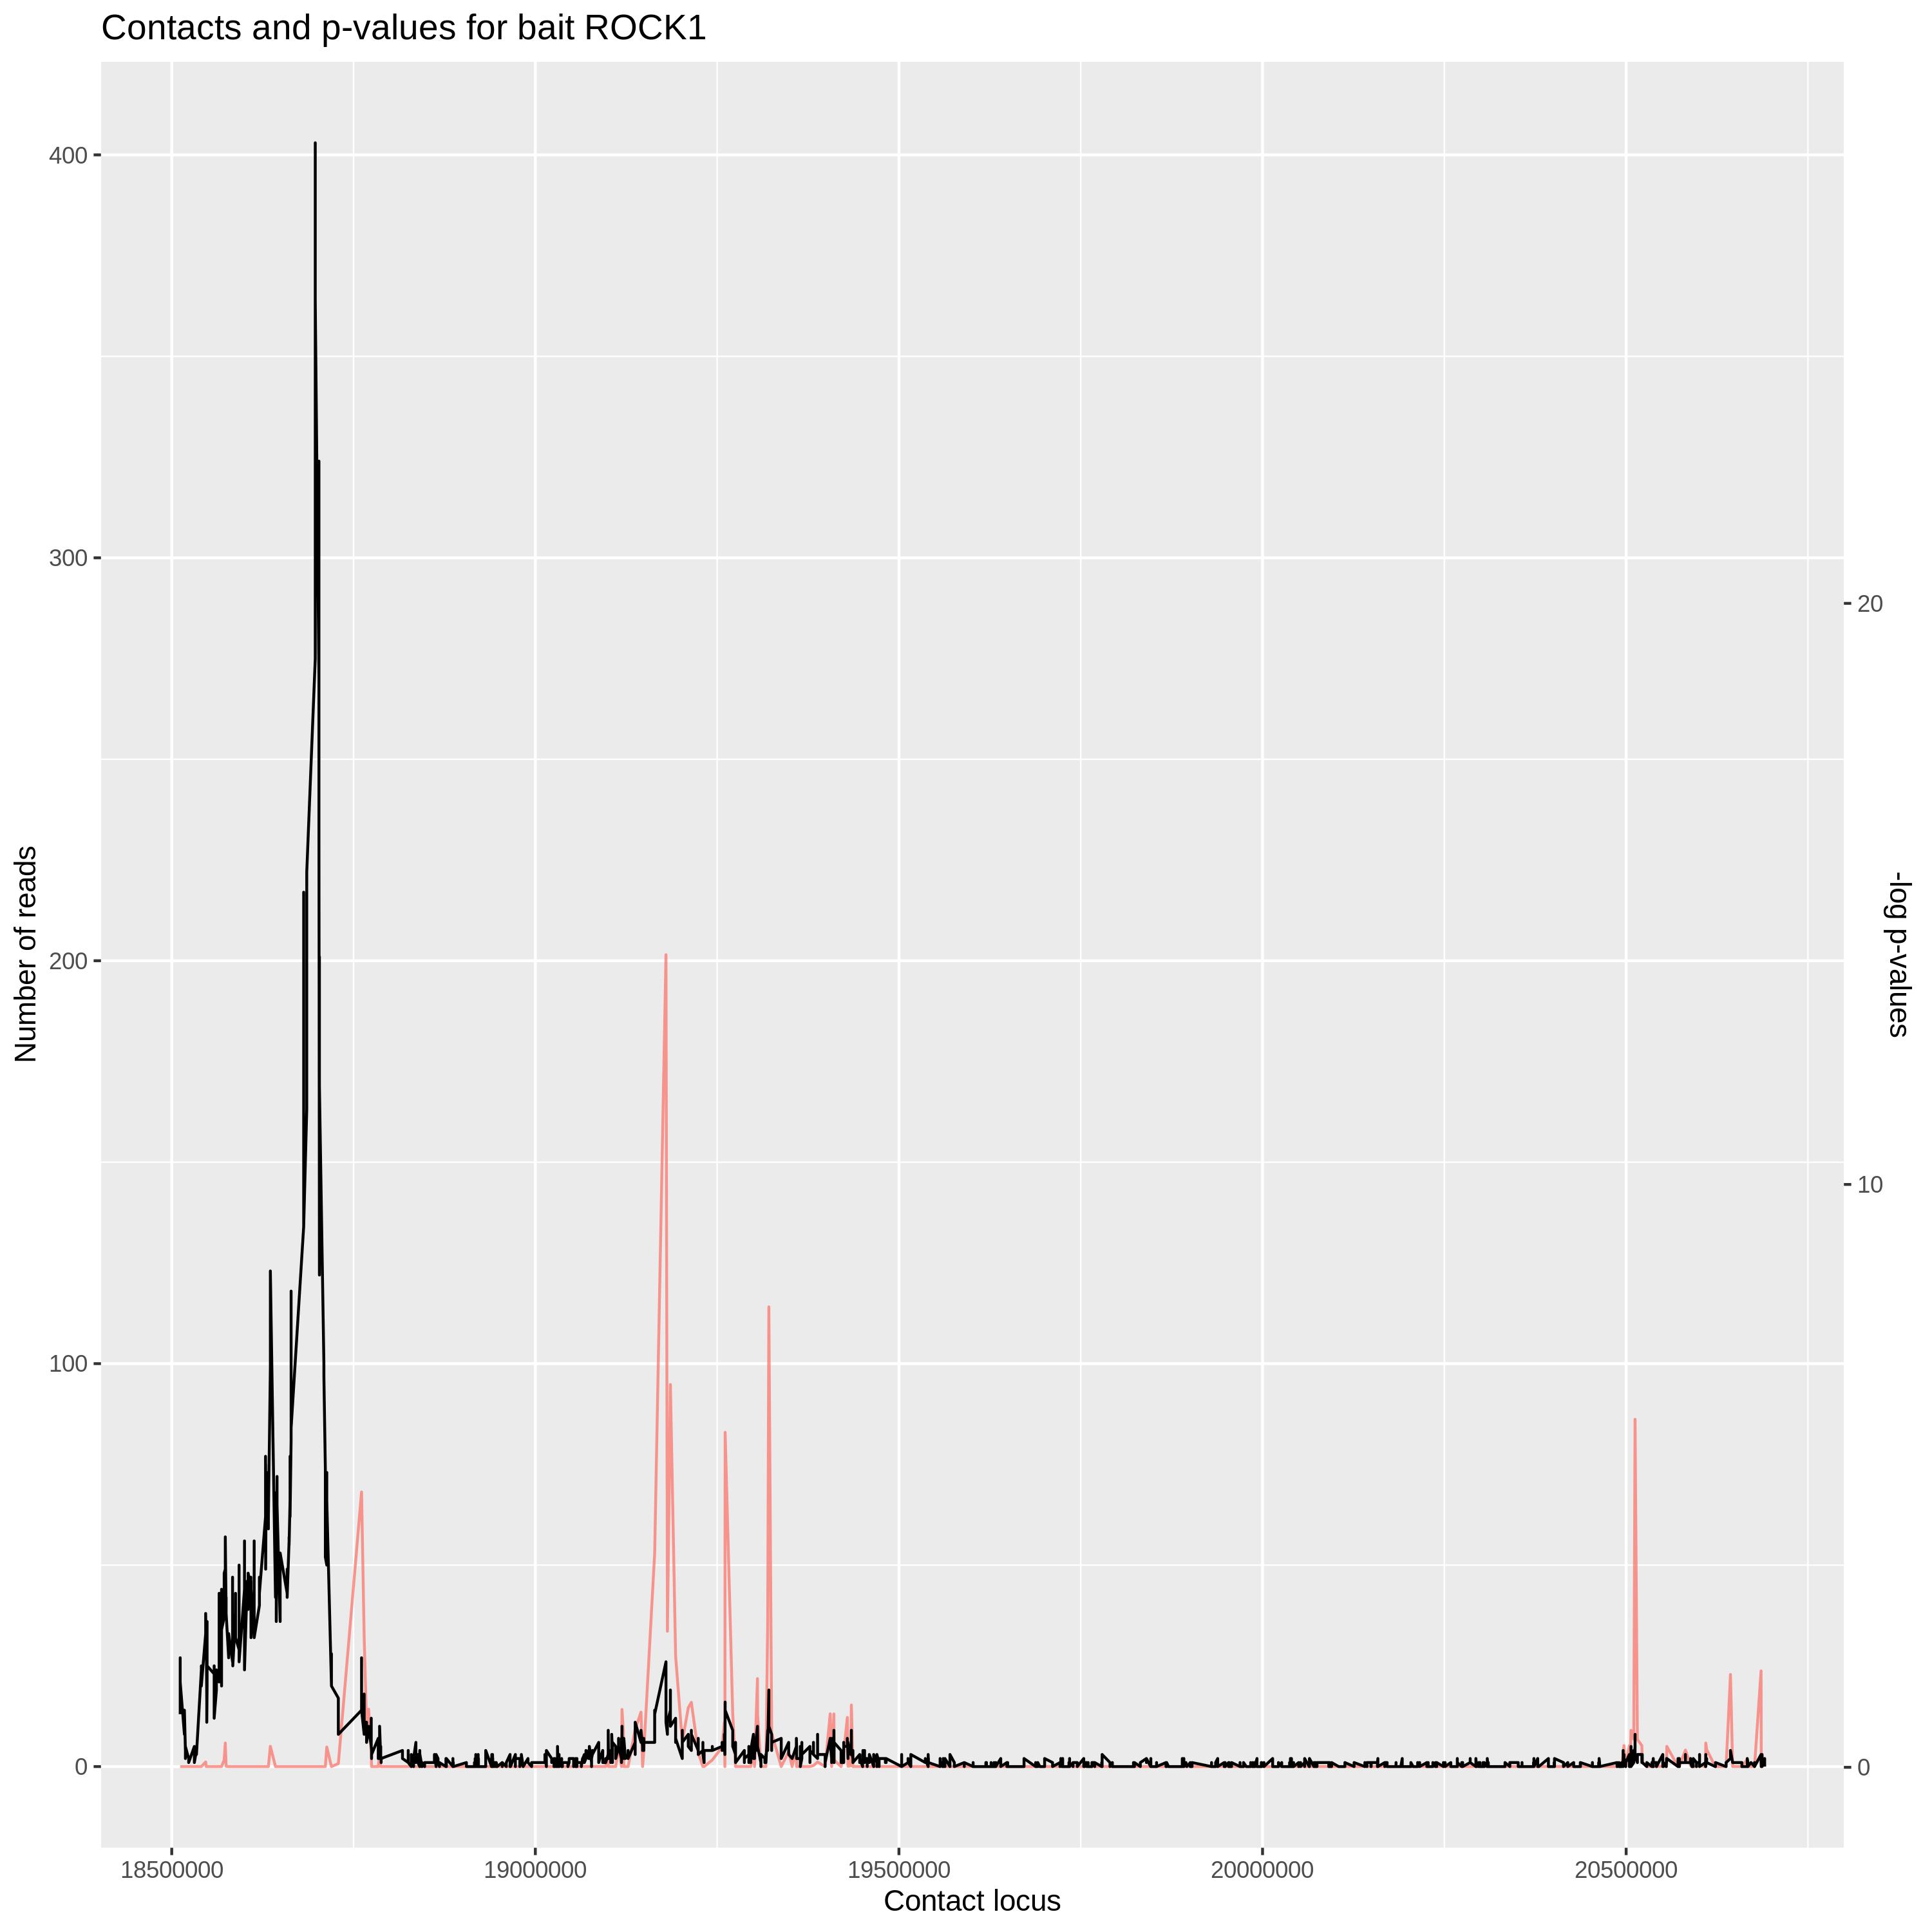 Contacts and p-values for bait ROCK1
400
300
200
100
0
Number of reads
20
10
0
-log p-values
18500000 19000000 19500000 20000000 20500000
Contact locus